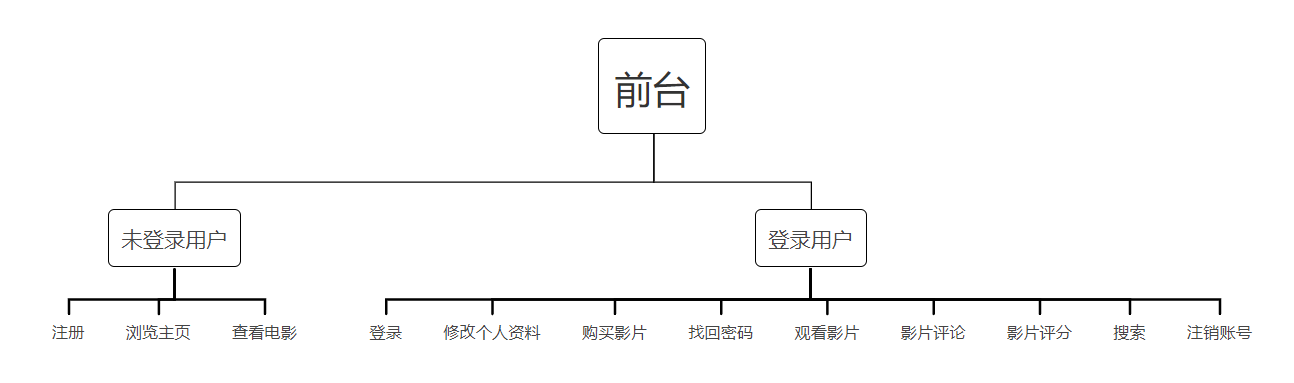 前台
未登录用户
登录用户
注册
浏览主页
查看电影
登录
修改个人资料
购买影片
找回密码
观看影片
影片评论
影片评分
搜索
注销账号